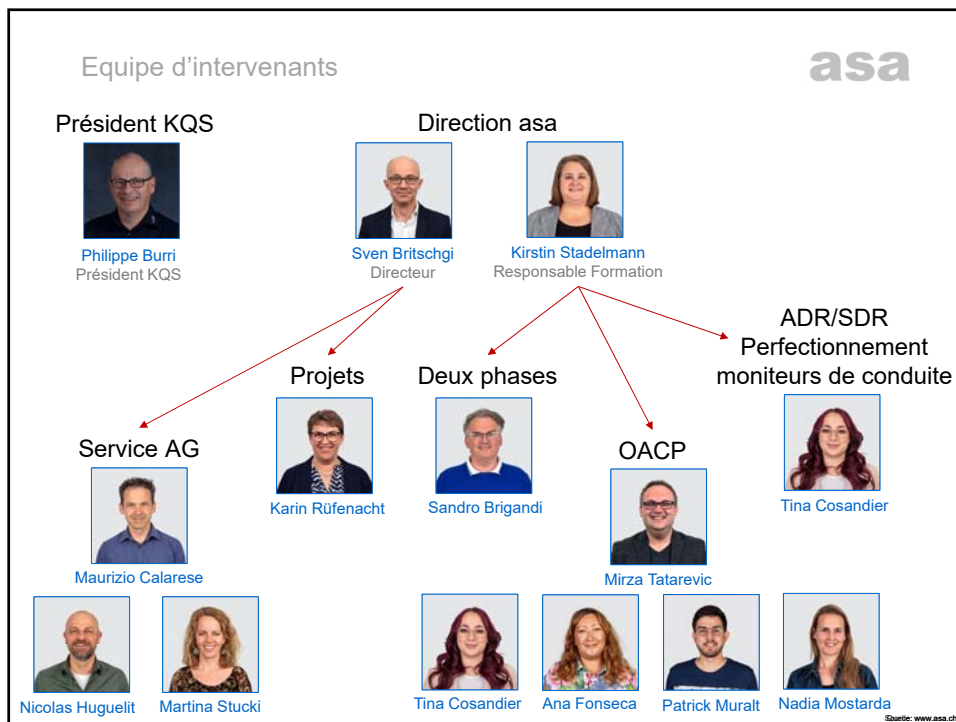 Equipe d'intervenants
asa
Président KQS
Direction asa
Philippe Burri
Président KQS
Sven Britschgi
Directeur
Kirstin Stadelmann
Responsable Formation
ADR/SDR
Perfectionnement
moniteurs de conduite
Projets
Deux phases
Service AG
OACP
Karin Rüfenacht
Sandro Brigandi
Tina Cosandier
Maurizio Calarese
Mirza Tatarevic
Nicolas Huguelit
Martina Stucki
Tina Cosandier
Ana Fonseca
Patrick Muralt
Nadia Mostarda
www.asa.ch